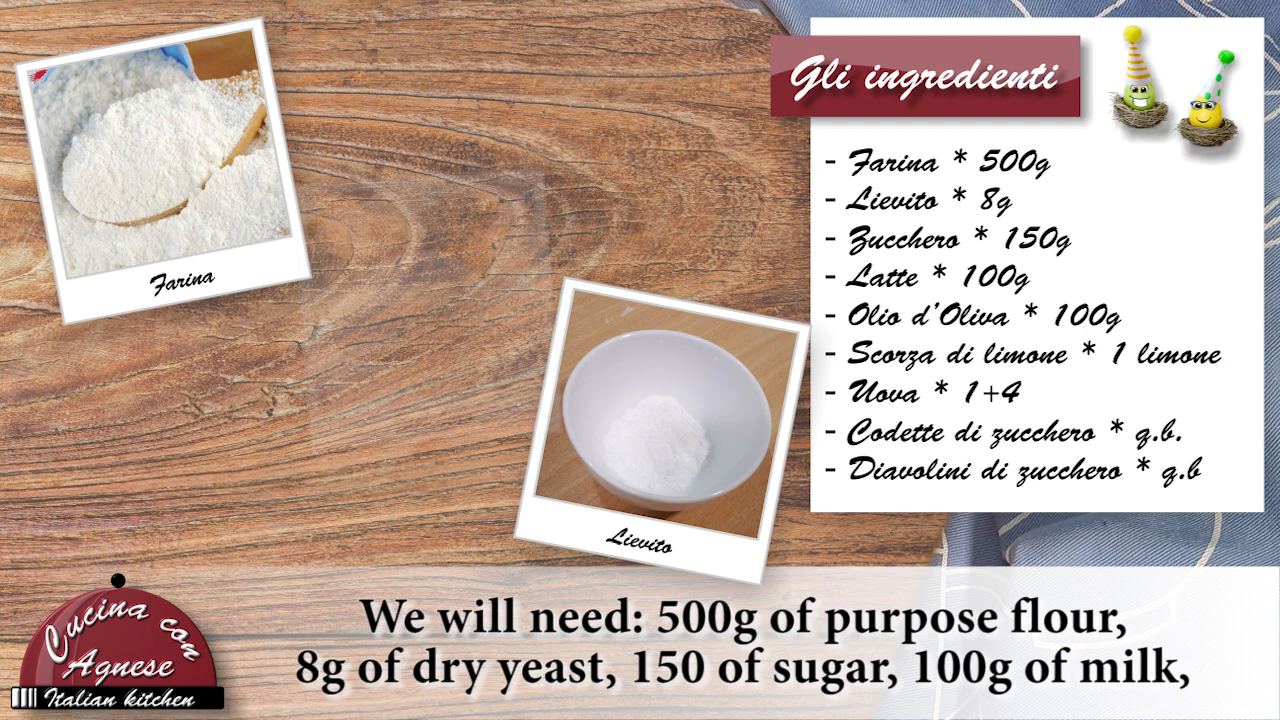 Gli ingredienti
- Farina * 500g
- Lievito * 8g
- Zucchero * 150g
- Latte * 100g
- Olio d'Oliva * 100g
- Scorza di limone * 1 limone
- Uova * 1+4
- Codette di zucchero * q.b.
- Diavolini di zucchero * q.b
Farina
Lievito
We will need: 500g of purpose flour,
8g of dry yeast, 150 of sugar, 100g of milk,
Cucina con
Agnese
Italian kitchen